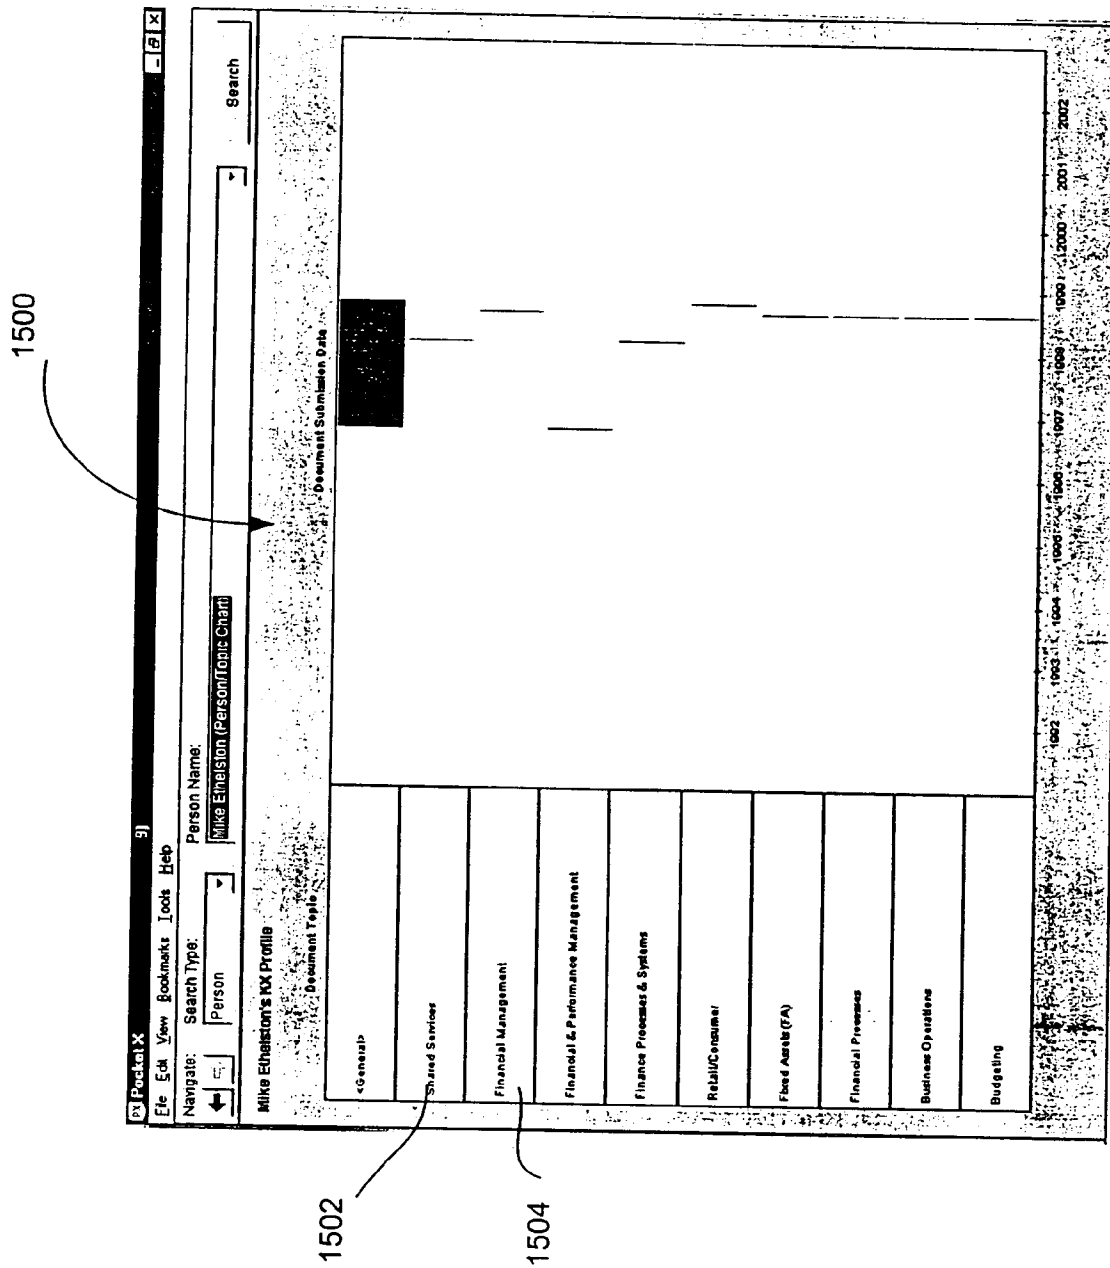 1500
PX Pocket X
9]
File Edit View Bookmarks Tools Help
Navigate: Search Type: Person Name:
Person Mike Ethelston (Person/Topic Chart) Search
Mike Ethelston's KX Profile
Document Topic Document Submission Date
<General>
Shared Services
Financial Management
Financial & Performance Management
Finance Processes & Systems
Retail/Consumer
Fixed Assets (FA)
Financial Processes
Business Operations
Budgeting
1992 1993 1994 1995 1996 1997 1998 1999 2000 2001 2002
1502
1504